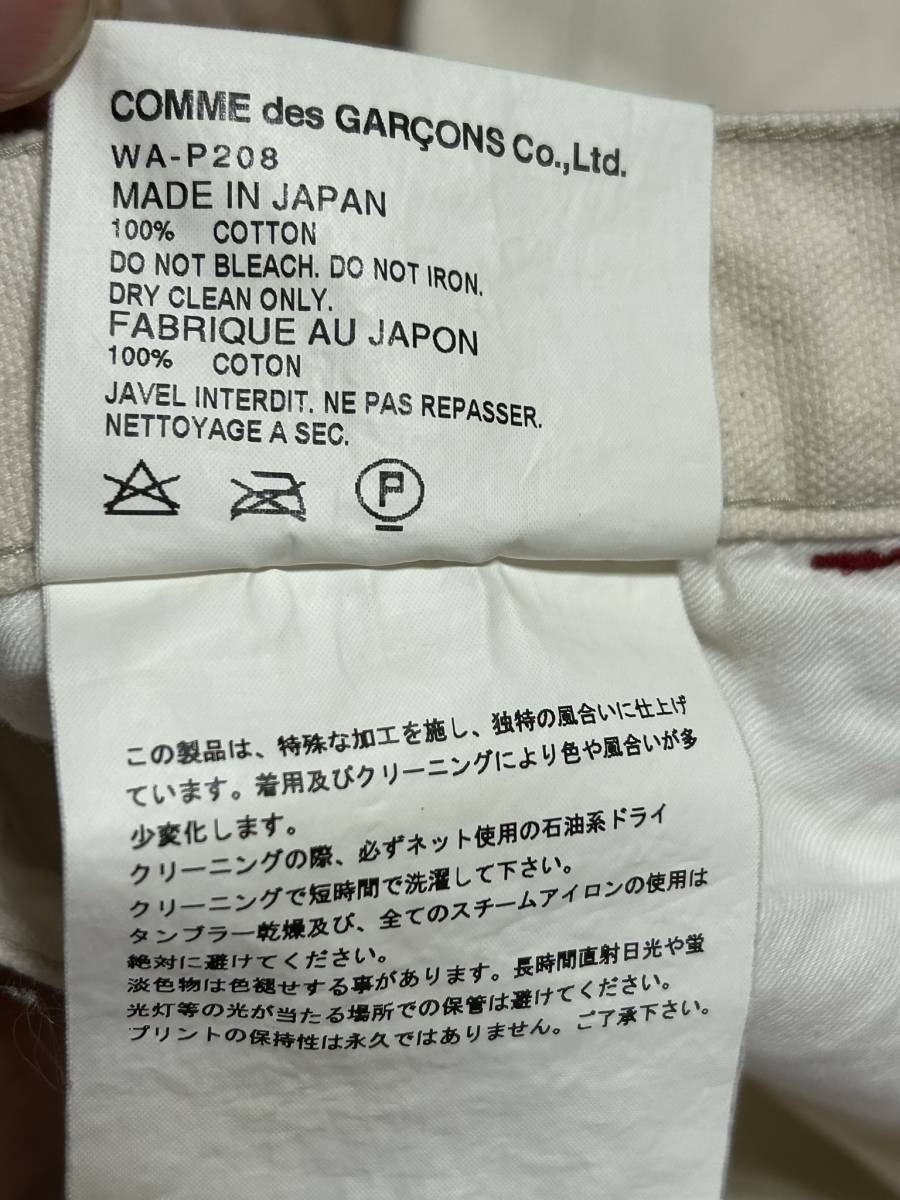 COMME des GARÇONS Co.,Ltd.
WA-P208
MADE IN JAPAN
100% COTTON
DO NOT BLEACH. DO NOT IRON.
DRY CLEAN ONLY.
FABRIQUE AU JAPON
100% COTON
JAVEL INTERDIT. NE PAS REPASSER.
NETTOYAGE A SEC.
P
この製品は、特殊な加工を施し、独特の風合いに仕上げ
ています。着用及びクリーニングにより色や風合いが多
少変化します。
クリーニングの際、必ずネット使用の石油系ドライ
クリーニングで短時間で洗濯して下さい。
タンブラー乾燥及び、全てのスチームアイロンの使用は
絶対に避けてください。
淡色物は色褪せする事があります。長時間直射日光や蛍
光灯等の光が当たる場所での保管は避けてください。
プリントの保持性は永久ではありません。ご了承下さい。